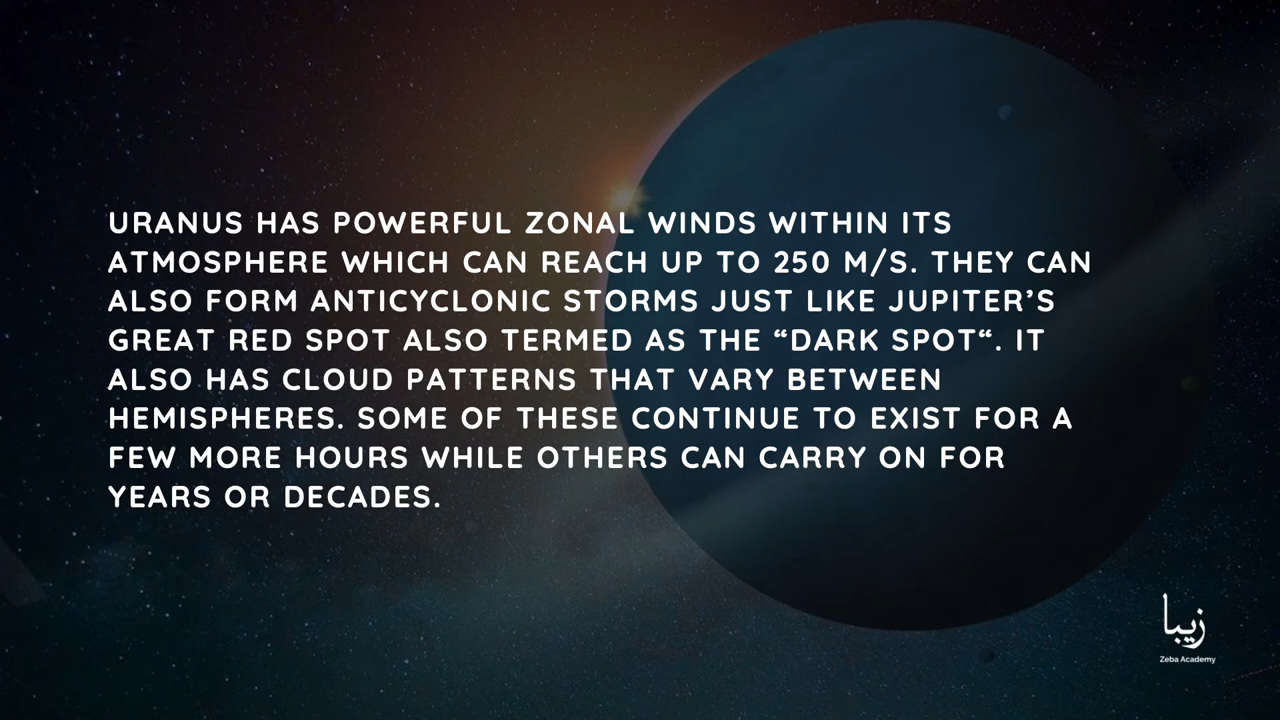 URANUS HAS POWERFUL ZONAL WINDS WITHIN ITS
ATMOSPHERE WHICH CAN REACH UP TO 250 M/S. THEY CAN
ALSO FORM ANTICYCLONIC STORMS JUST LIKE JUPITER’S
GREAT RED SPOT ALSO TERMED AS THE “DARK SPOT“. IT
ALSO HAS CLOUD PATTERNS THAT VARY BETWEEN
HEMISPHERES. SOME OF THESE CONTINUE TO EXIST FOR A
FEW MORE HOURS WHILE OTHERS CAN CARRY ON FOR
YEARS OR DECADES.
زیبا
Zeba Academy